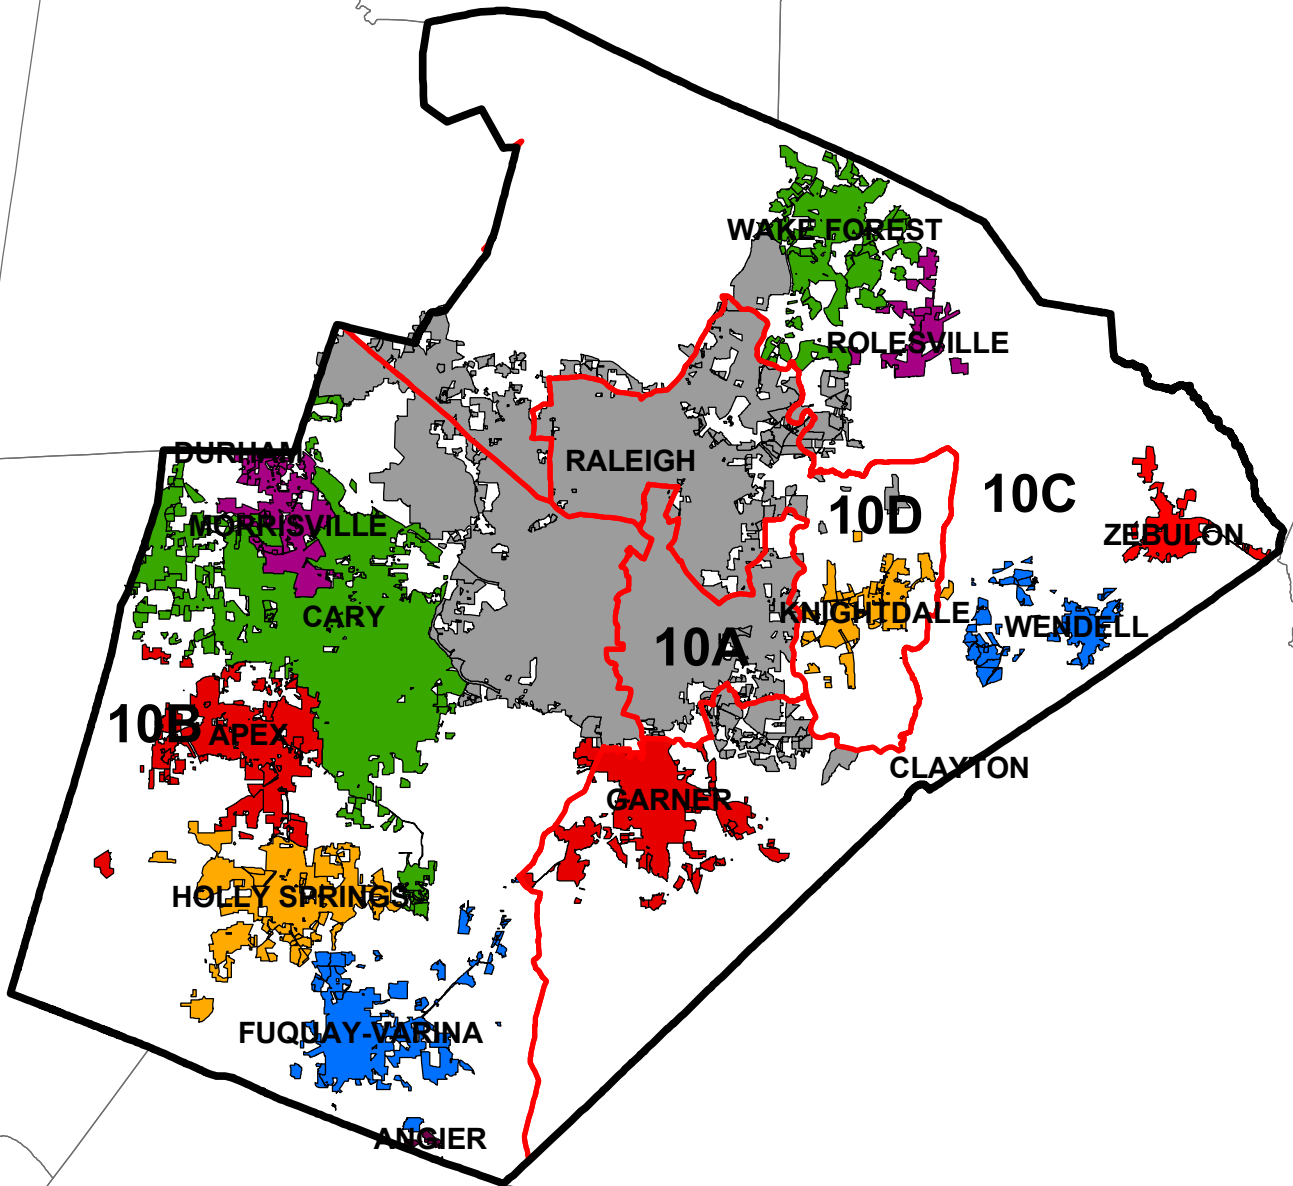 WAKE FOREST
ROLESVILLE
DURHAM
RALEIGH
10C
10D
MORRISVILLE
ZEBULON
CARY
KNIGHTDALE
WENDELL
10A
10B
APEX
CLAYTON
GARNER
HOLLY SPRINGS
FUQUAY-VARINA
ANGIER